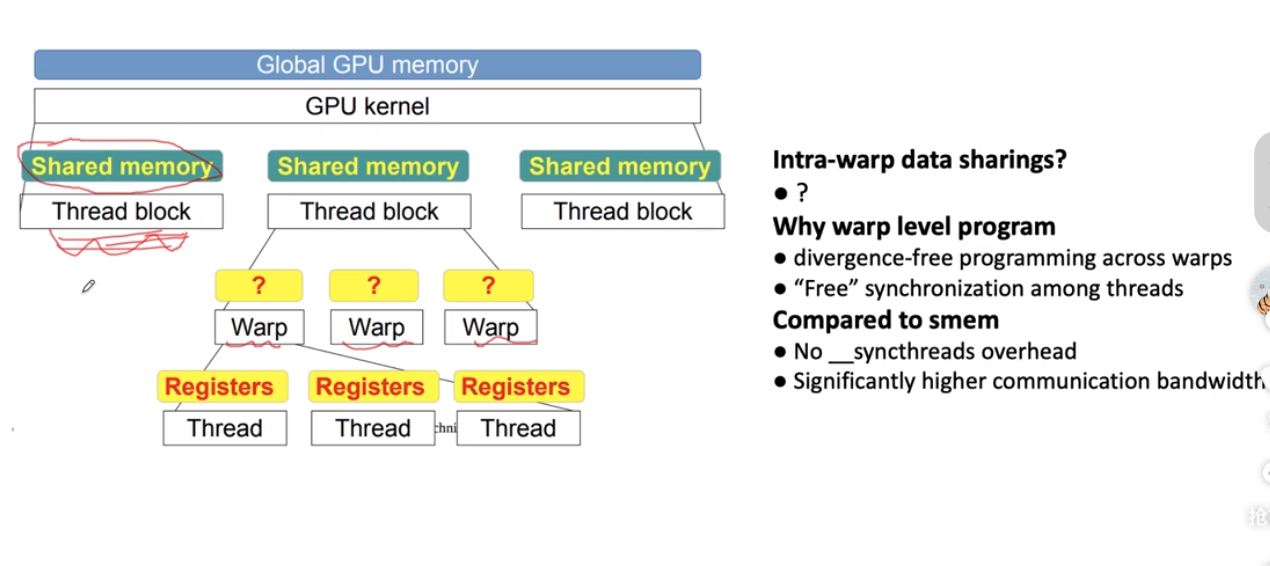 Global GPU memory
GPU kernel
Shared memory Shared memory Shared memory
Thread block Thread block Thread block
? ? ?
Warp Warp Warp
Registers Registers Registers
Thread Thread chni Thread
Intra-warp data sharings?
● ?
Why warp level program
● divergence-free programming across warps
● “Free” synchronization among threads
Compared to smem
● No __syncthreads overhead
● Significantly higher communication bandwidth
抢